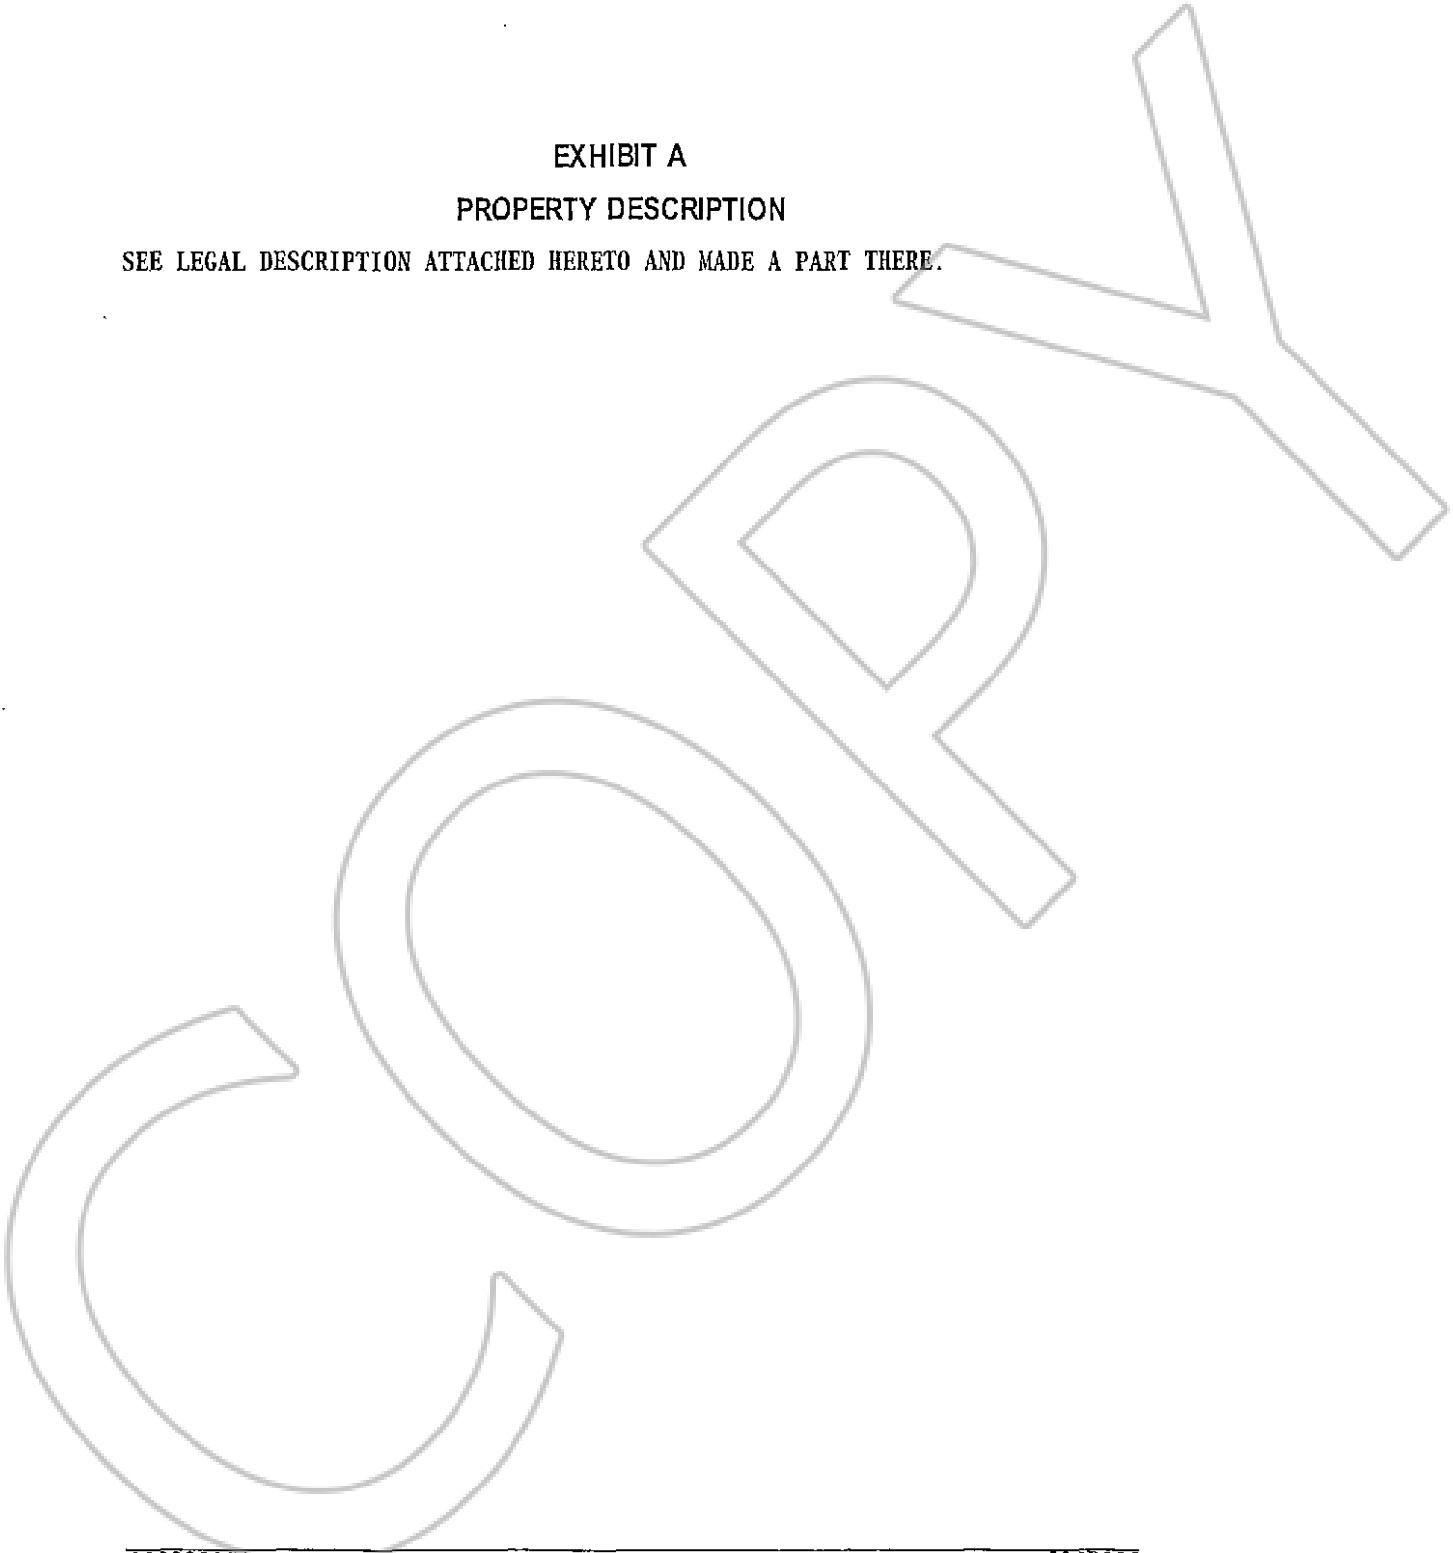 EXHIBIT A
PROPERTY DESCRIPTION
SEE LEGAL DESCRIPTION ATTACHED HERETO AND MADE A PART THERE.
COPY